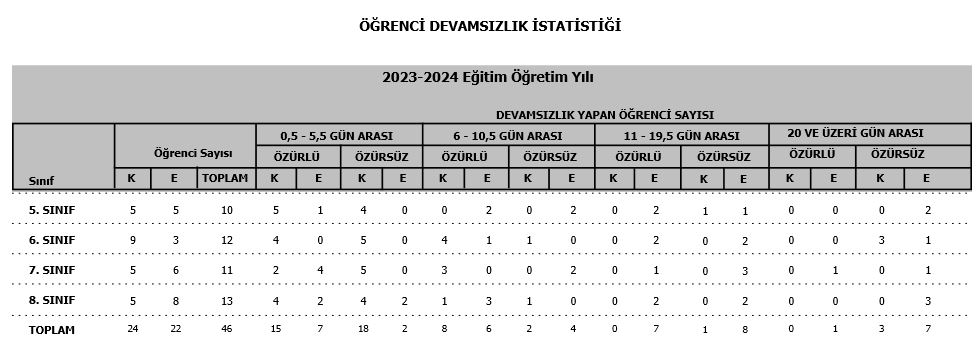 ÖĞRENCİ DEVAMSIZLIK İSTATİSTİĞİ
2023-2024 Eğitim Öğretim Yılı
DEVAMSIZLIK YAPAN ÖĞRENCİ SAYISI
0,5 - 5,5 GÜN ARASI 6 - 10,5 GÜN ARASI 11 - 19,5 GÜN ARASI 20 VE ÜZERİ GÜN ARASI
Öğrenci Sayısı ÖZÜRLÜ ÖZÜRSÜZ ÖZÜRLÜ ÖZÜRSÜZ ÖZÜRLÜ ÖZÜRSÜZ ÖZÜRLÜ ÖZÜRSÜZ
Sınıf K E TOPLAM K E K E K E K E K E K E K E K E
5. SINIF 5 5 10 5 1 4 0 0 2 0 2 0 2 1 1 0 0 0 2
6. SINIF 9 3 12 4 0 5 0 4 1 1 0 0 2 0 2 0 0 3 1
7. SINIF 5 6 11 2 4 5 0 3 0 0 2 0 1 0 3 0 1 0 1
8. SINIF 5 8 13 4 2 4 2 1 3 1 0 0 2 0 2 0 0 0 3
TOPLAM 24 22 46 15 7 18 2 8 6 2 4 0 7 1 8 0 1 3 7